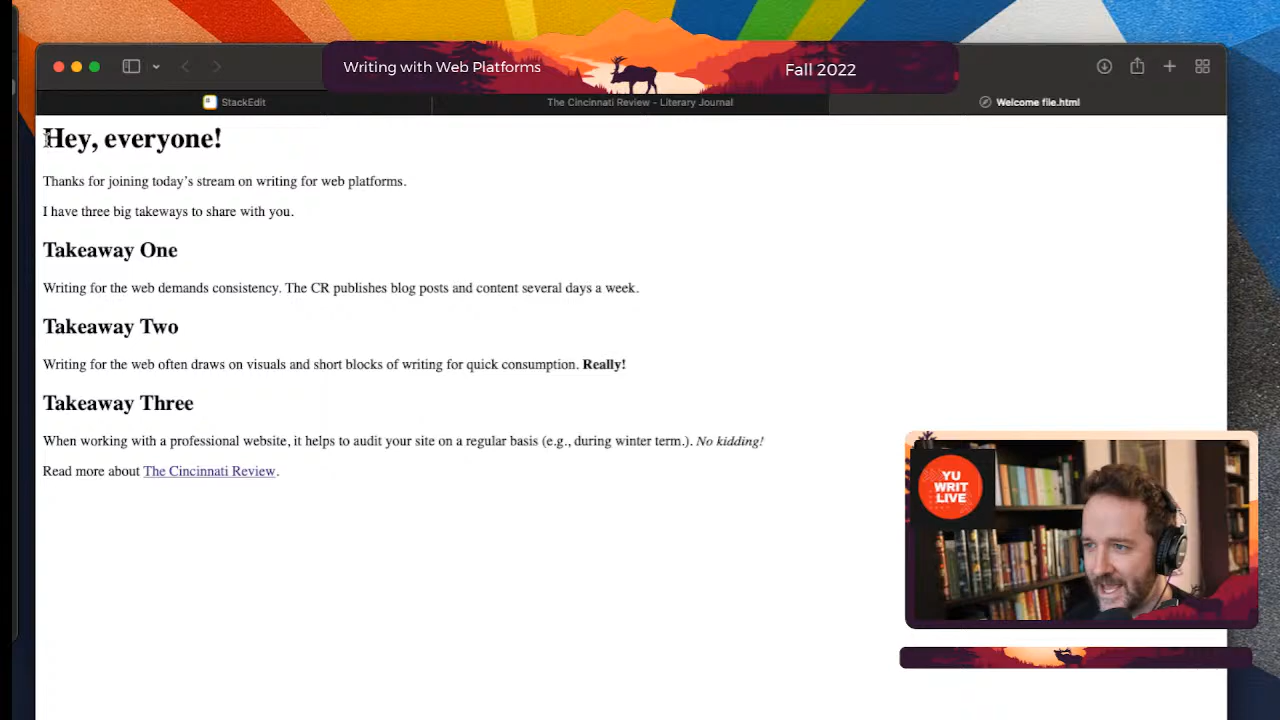 Writing with Web Platforms
Fall 2022
StackEdit
The Cincinnati Review - Literary Journal
Welcome file.html
Hey, everyone!
Thanks for joining today’s stream on writing for web platforms.
I have three big takeways to share with you.
Takeaway One
Writing for the web demands consistency. The CR publishes blog posts and content several days a week.
Takeaway Two
Writing for the web often draws on visuals and short blocks of writing for quick consumption. Really!
Takeaway Three
When working with a professional website, it helps to audit your site on a regular basis (e.g., during winter term.). No kidding!
Read more about The Cincinnati Review.
YU
WRIT
LIVE